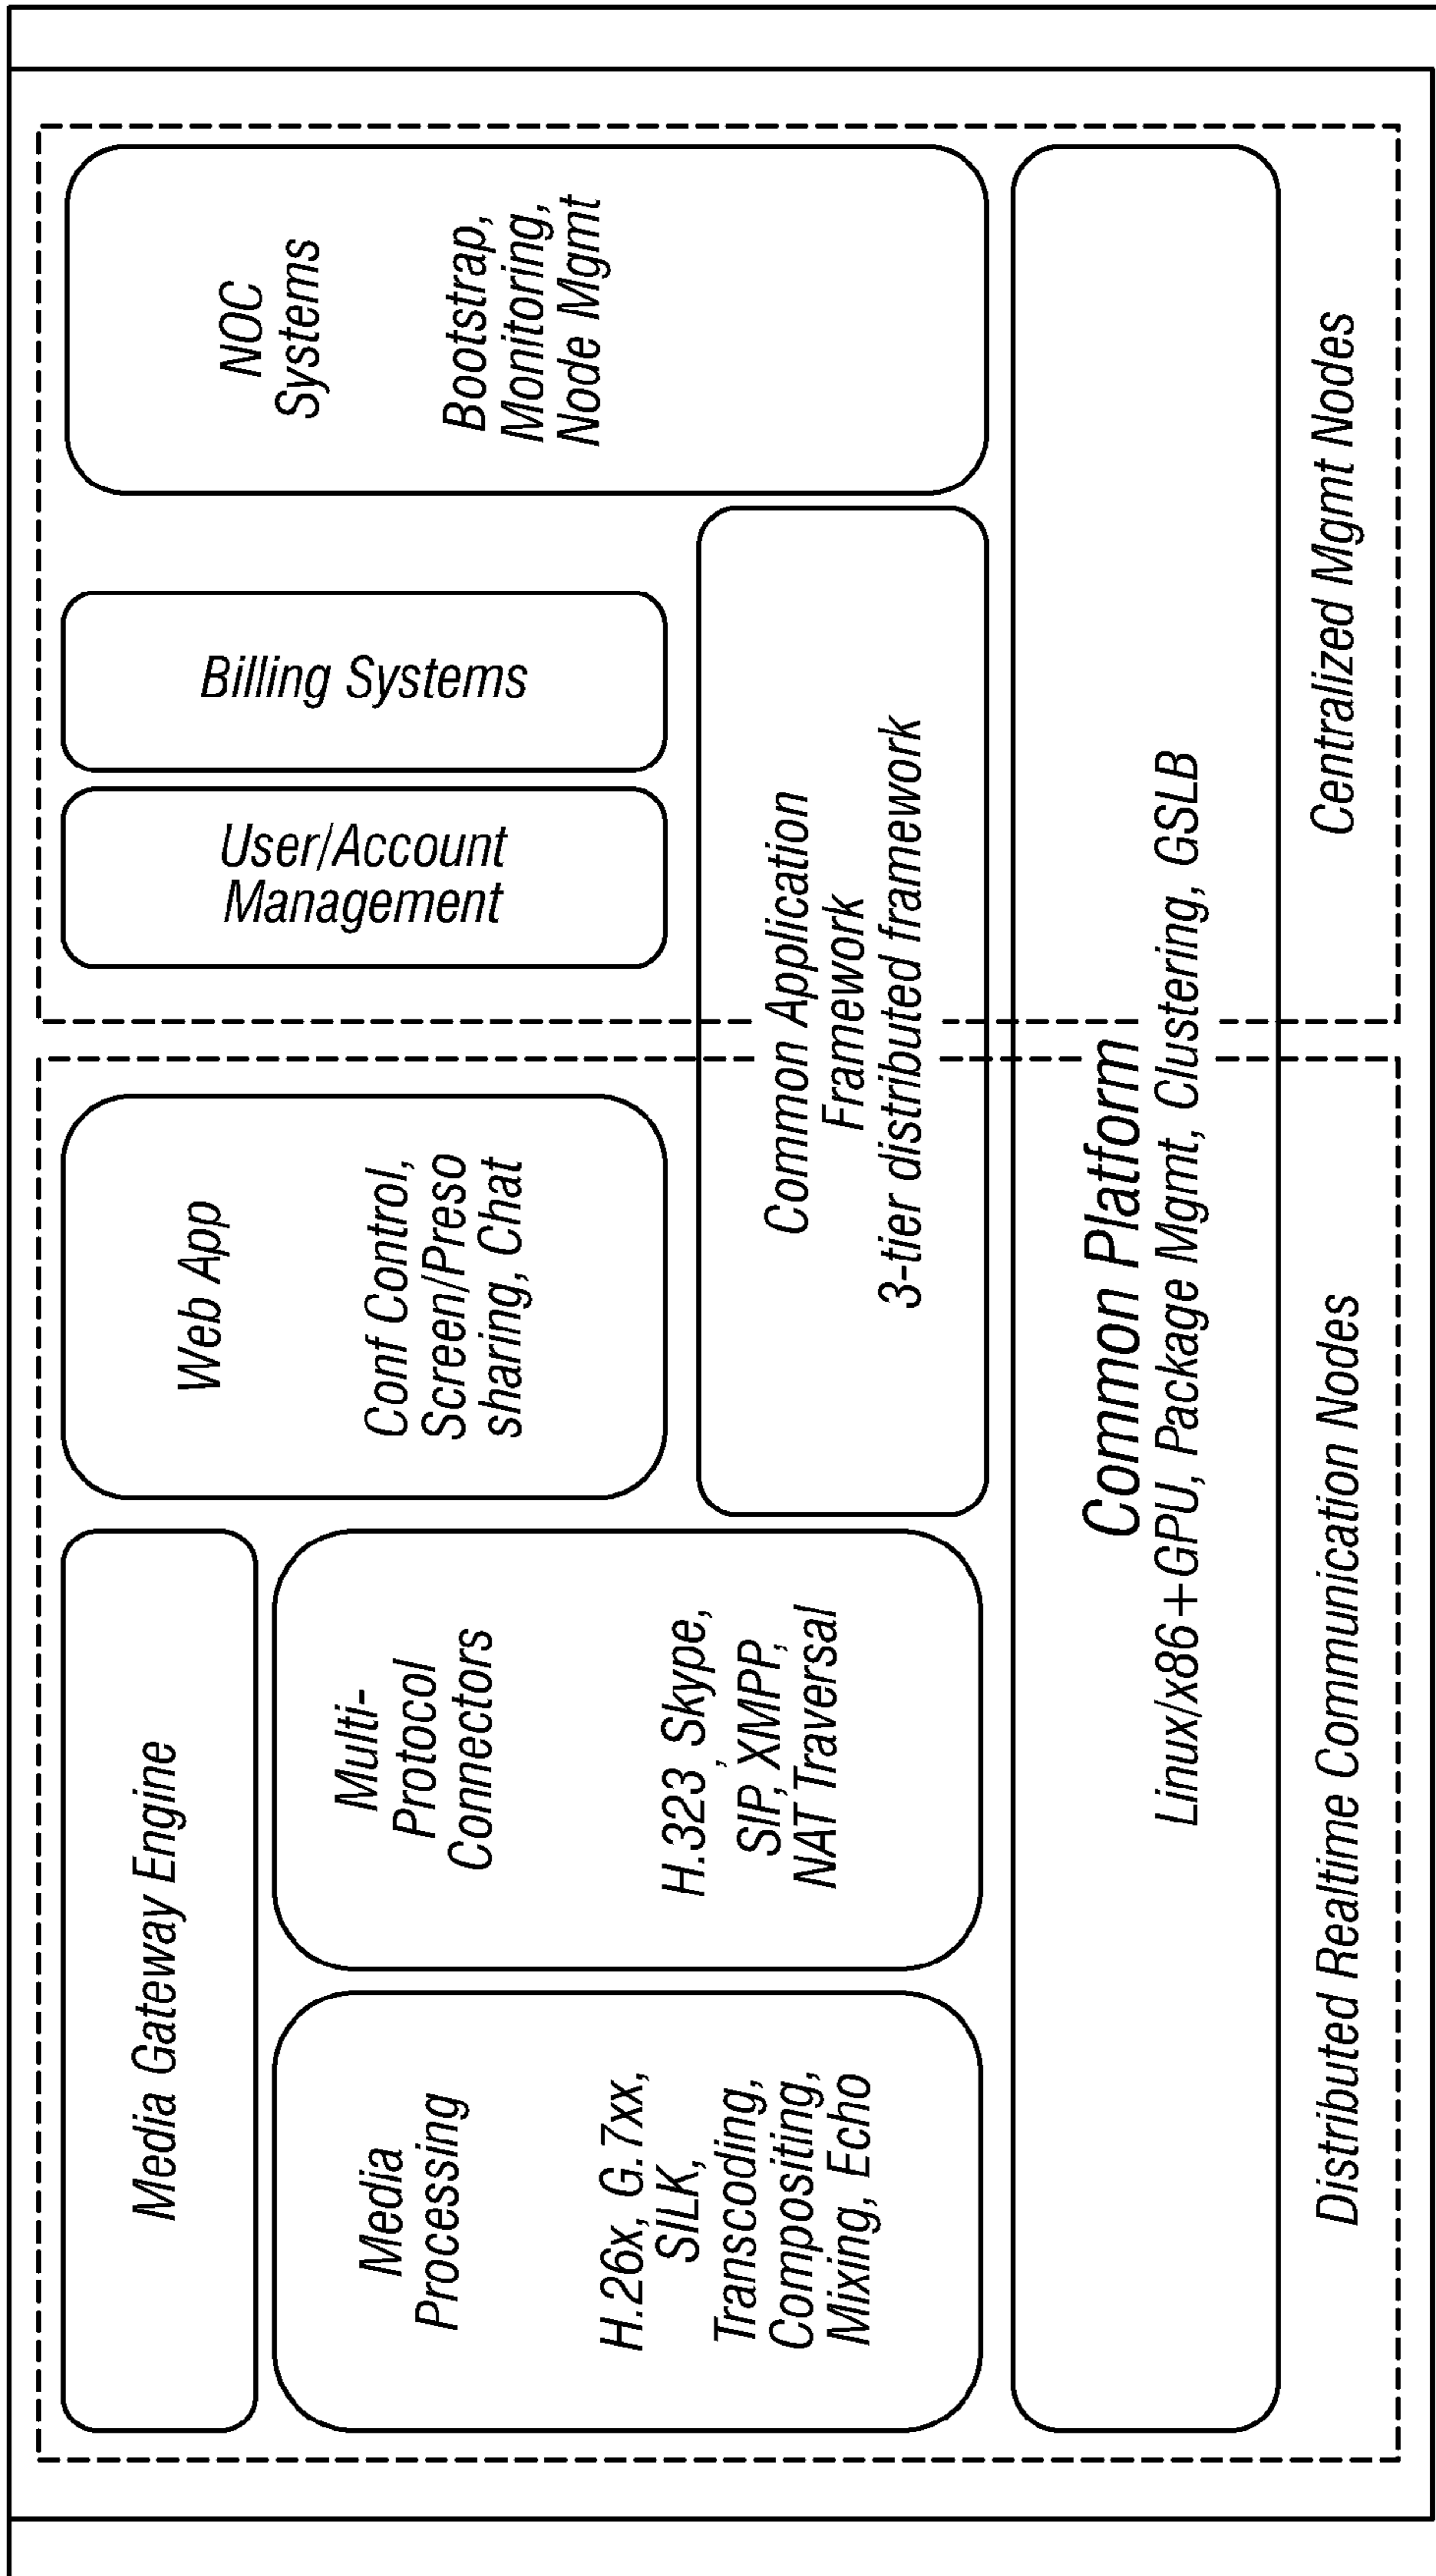 Media Gateway Engine
Media
Processing
H.26x, G.7xx,
SILK,
Transcoding,
Compositing,
Mixing, Echo
Multi-
Protocol
Connectors
H.323, Skype,
SIP, XMPP,
NAT Traversal
Web App
Conf Control,
Screen/Preso
sharing, Chat
User/Account
Management
Billing Systems
NOC
Systems
Bootstrap,
Monitoring,
Node Mgmt
Common Application
Framework
3-tier distributed framework
Common Platform
Linux/x86+GPU, Package Mgmt, Clustering, GSLB
Distributed Realtime Communication Nodes
Centralized Mgmt Nodes